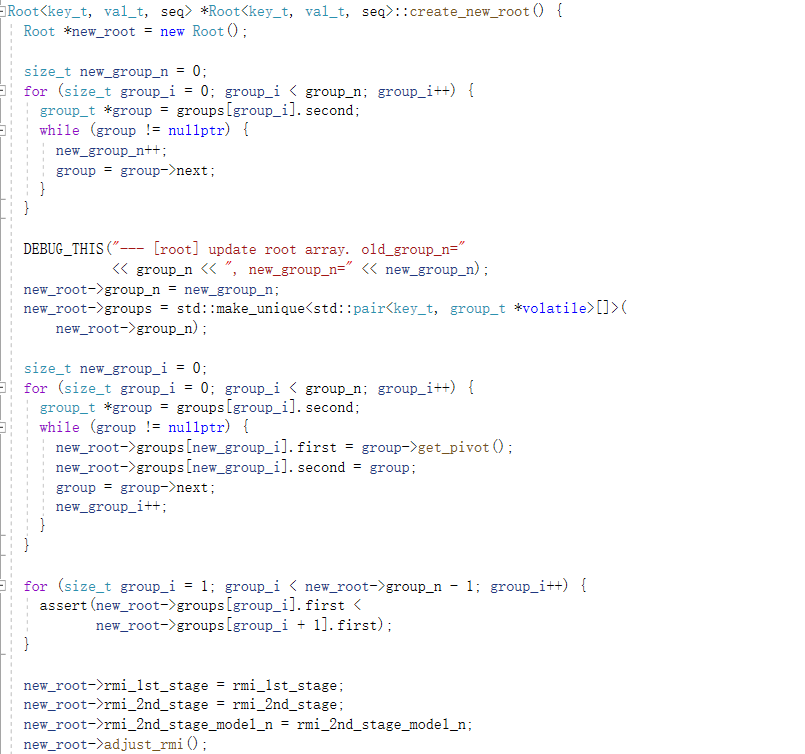 Root<key_t, val_t, seq> *Root<key_t, val_t, seq>::create_new_root() {
  Root *new_root = new Root();

  size_t new_group_n = 0;
  for (size_t group_i = 0; group_i < group_n; group_i++) {
    group_t *group = groups[group_i].second;
    while (group != nullptr) {
      new_group_n++;
      group = group->next;
    }
  }

  DEBUG_THIS("--- [root] update root array. old_group_n="
             << group_n << ", new_group_n=" << new_group_n);
  new_root->group_n = new_group_n;
  new_root->groups = std::make_unique<std::pair<key_t, group_t *volatile>[]>(
      new_root->group_n);

  size_t new_group_i = 0;
  for (size_t group_i = 0; group_i < group_n; group_i++) {
    group_t *group = groups[group_i].second;
    while (group != nullptr) {
      new_root->groups[new_group_i].first = group->get_pivot();
      new_root->groups[new_group_i].second = group;
      group = group->next;
      new_group_i++;
    }
  }

  for (size_t group_i = 1; group_i < new_root->group_n - 1; group_i++) {
    assert(new_root->groups[group_i].first <
           new_root->groups[group_i + 1].first);
  }

  new_root->rmi_1st_stage = rmi_1st_stage;
  new_root->rmi_2nd_stage = rmi_2nd_stage;
  new_root->rmi_2nd_stage_model_n = rmi_2nd_stage_model_n;
  new_root->adjust_rmi();